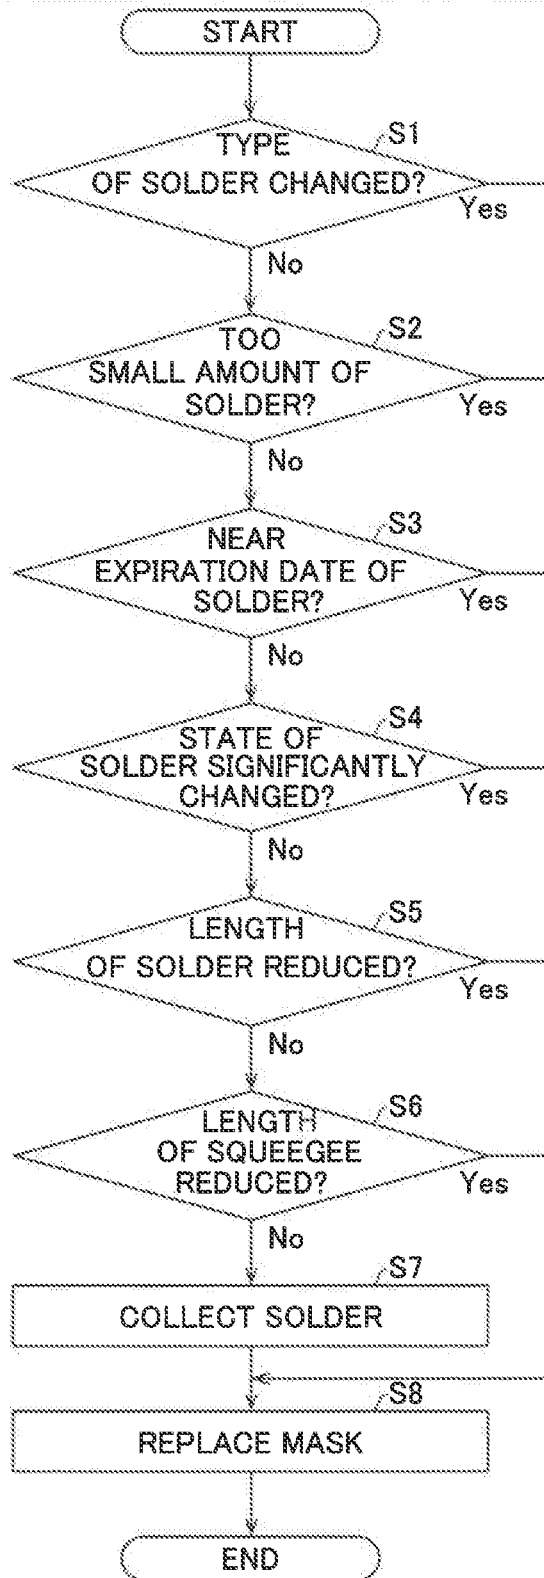 START
S1
TYPE
OF SOLDER CHANGED?
Yes
No
S2
TOO
SMALL AMOUNT OF
SOLDER?
Yes
No
S3
NEAR
EXPIRATION DATE OF
SOLDER?
Yes
No
S4
STATE OF
SOLDER SIGNIFICANTLY
CHANGED?
Yes
No
S5
LENGTH
OF SOLDER REDUCED?
Yes
No
S6
LENGTH
OF SQUEEGEE
REDUCED?
Yes
No
S7
COLLECT SOLDER
S8
REPLACE MASK
END